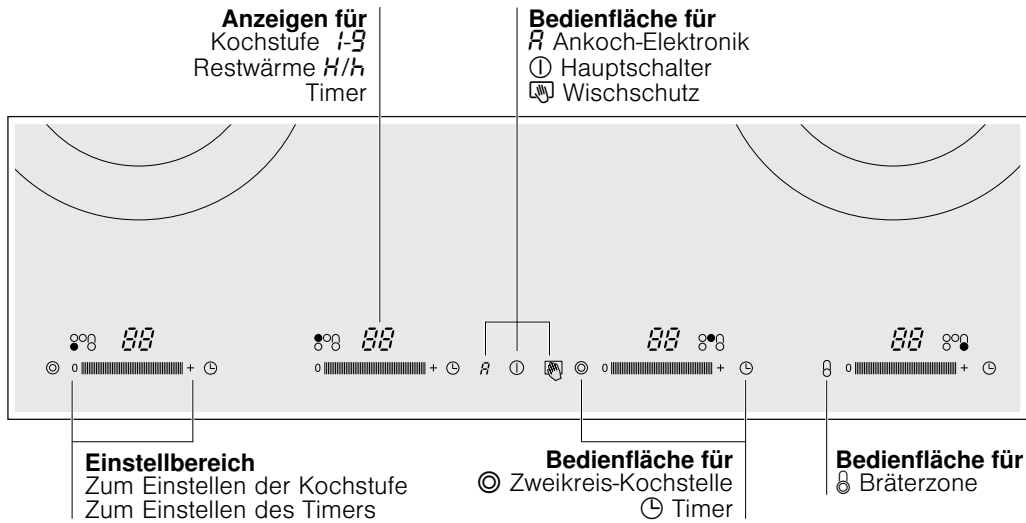 Anzeigen für
Kochstufe 1-9
Restwärme H/h
Timer
Bedienfläche für
A Ankoch-Elektronik
Hauptschalter
Wischschutz
88 88 88 88
0 + 0 + A 0 + 0 +
Einstellbereich
Zum Einstellen der Kochstufe
Zum Einstellen des Timers
Bedienfläche für
Zweikreis-Kochstelle
Timer
Bedienfläche für
Bräterzone